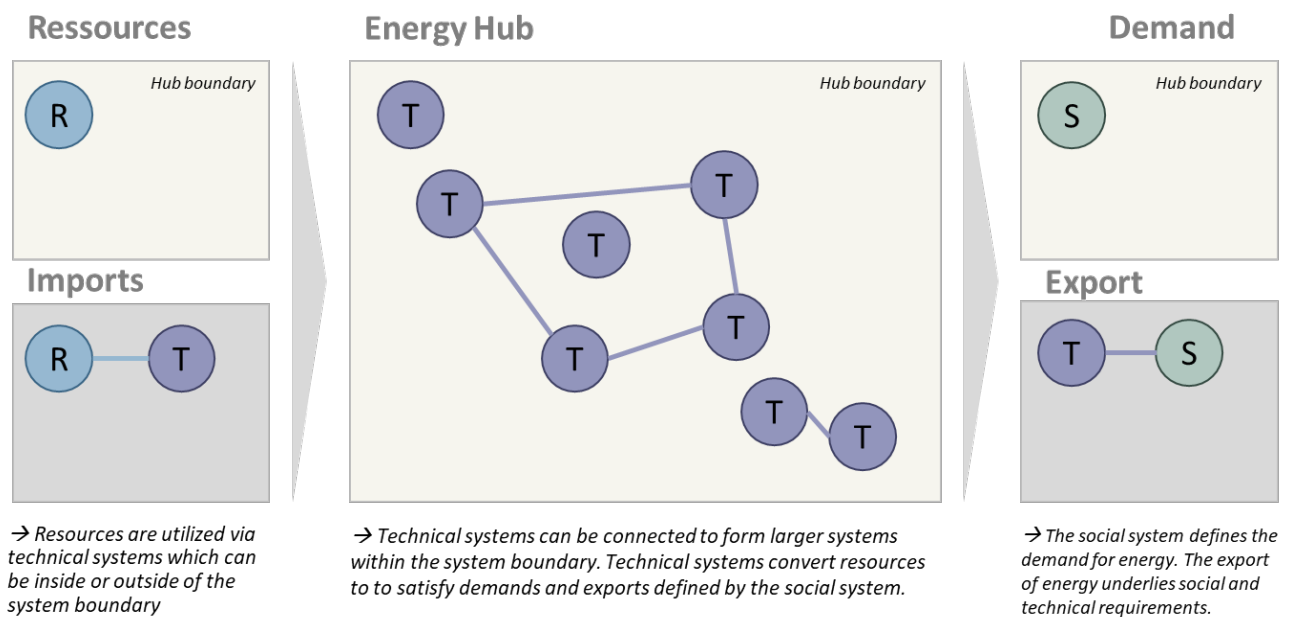 Ressources
Hub boundary
R
Imports
R T
→ Resources are utilized via
technical systems which can
be inside or outside of the
system boundary
Energy Hub
Hub boundary
T
T
T
T
T
T
T
T
→ Technical systems can be connected to form larger systems
within the system boundary. Technical systems convert resources
to to satisfy demands and exports defined by the social system.
Demand
Hub boundary
S
Export
T S
→ The social system defines the
demand for energy. The export
of energy underlies social and
technical requirements.